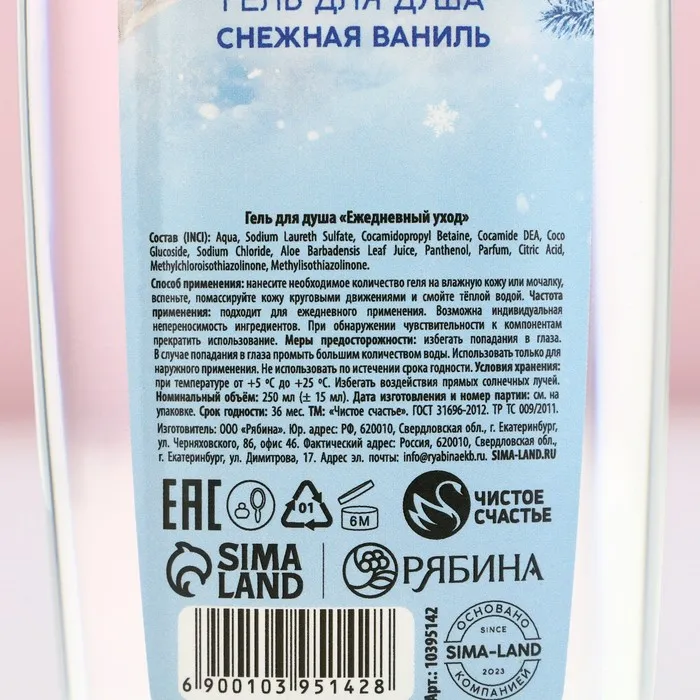 ГЕЛЬ ДЛЯ ДУША
СНЕЖНАЯ ВАНИЛЬ
Гель для душа «Ежедневный уход»
Состав (INCI): Aqua, Sodium Laureth Sulfate, Cocamidopropyl Betaine, Cocamide DEA, Coco
Glucoside, Sodium Chloride, Aloe Barbadensis Leaf Juice, Panthenol, Parfum, Citric Acid,
Methylchloroisothiazolinone, Methylisothiazolinone.
Способ применения: нанесите необходимое количество геля на влажную кожу или мочалку,
вспеньте, помассируйте кожу круговыми движениями и смойте тёплой водой. Частота
применения: подходит для ежедневного применения. Возможна индивидуальная
непереносимость ингредиентов. При обнаружении чувствительности к компонентам
прекратить использование. Меры предосторожности: избегать попадания в глаза.
В случае попадания в глаза промыть большим количеством воды. Использовать только для
наружного применения. Не использовать по истечении срока годности. Условия хранения:
при температуре от +5 °C до +25 °C. Избегать воздействия прямых солнечных лучей.
Номинальный объём: 250 мл (± 15 мл). Дата изготовления и номер партии: см. на
упаковке. Срок годности: 36 мес. ТМ: «Чистое счастье». ГОСТ 31696-2012. ТР ТС 009/2011.
Изготовитель: ООО «Рябина». Юр. адрес: РФ, 620010, Свердловская обл., г. Екатеринбург,
ул. Черняховского, 86, офис 46. Фактический адрес: Россия, 620010, Свердловская обл.,
г. Екатеринбург, ул. Димитрова, 17. Адрес эл. почты: info@ryabinaekb.ru. SIMA-LAND.RU
EAC
01
6M
ЧИСТОЕ
СЧАСТЬЕ
SIMA
LAND
РЯБИНА
6 900103 951428
Арт.: 10395142
ОСНОВАНО
SINCE
SIMA-LAND
2023
КОМПАНИЕЙ